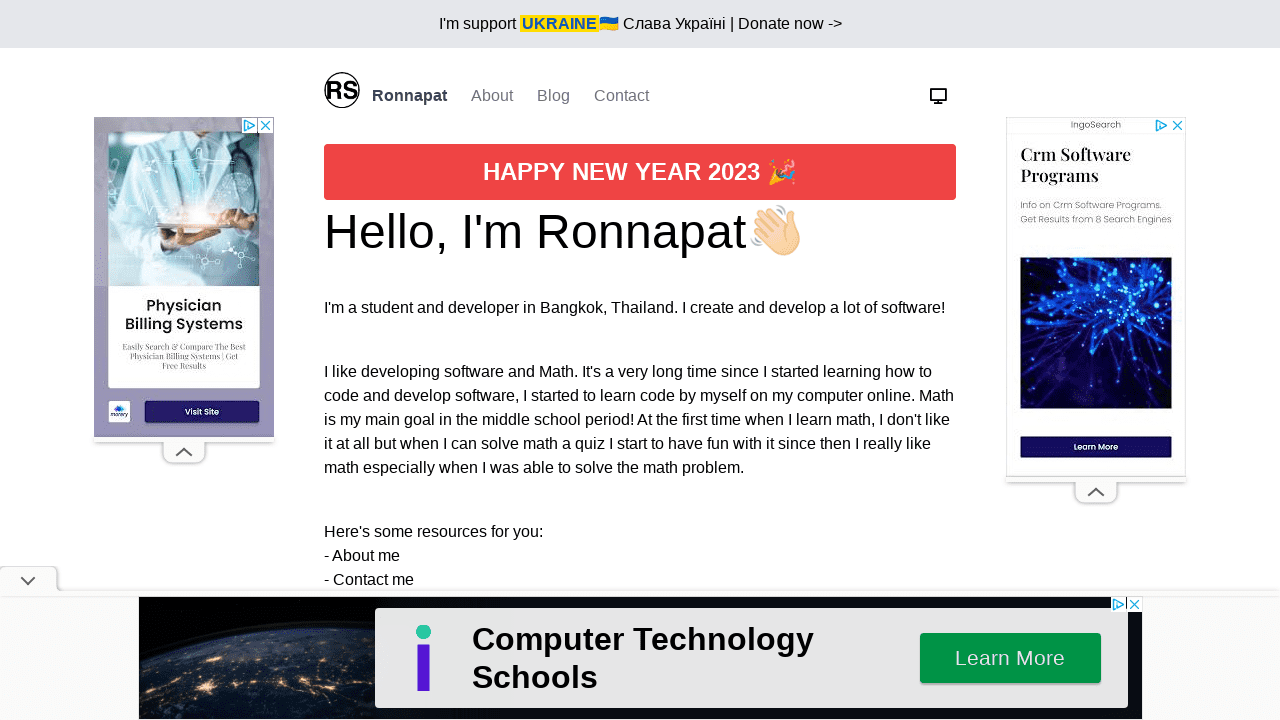 I'm support UKRAINE🇺🇦 Слава Україні | Donate now ->
RS Ronnapat About Blog Contact
HAPPY NEW YEAR 2023 🎉
Hello, I'm Ronnapat👋🏻
I'm a student and developer in Bangkok, Thailand. I create and develop a lot of software!
I like developing software and Math. It's a very long time since I started learning how to
code and develop software, I started to learn code by myself on my computer online. Math
is my main goal in the middle school period! At the first time when I learn math, I don't like
it at all but when I can solve math a quiz I start to have fun with it since then I really like
math especially when I was able to solve the math problem.
Here's some resources for you:
- About me
- Contact me
Physician
Billing Systems
Easily Search & Compare The Best
Physician Billing Systems | Get
Free Results
Visit Site
IngoSearch
Crm Software
Programs
Info on Crm Software Programs.
Get Results from 8 Search Engines
Learn More
Computer Technology
Schools
Learn More